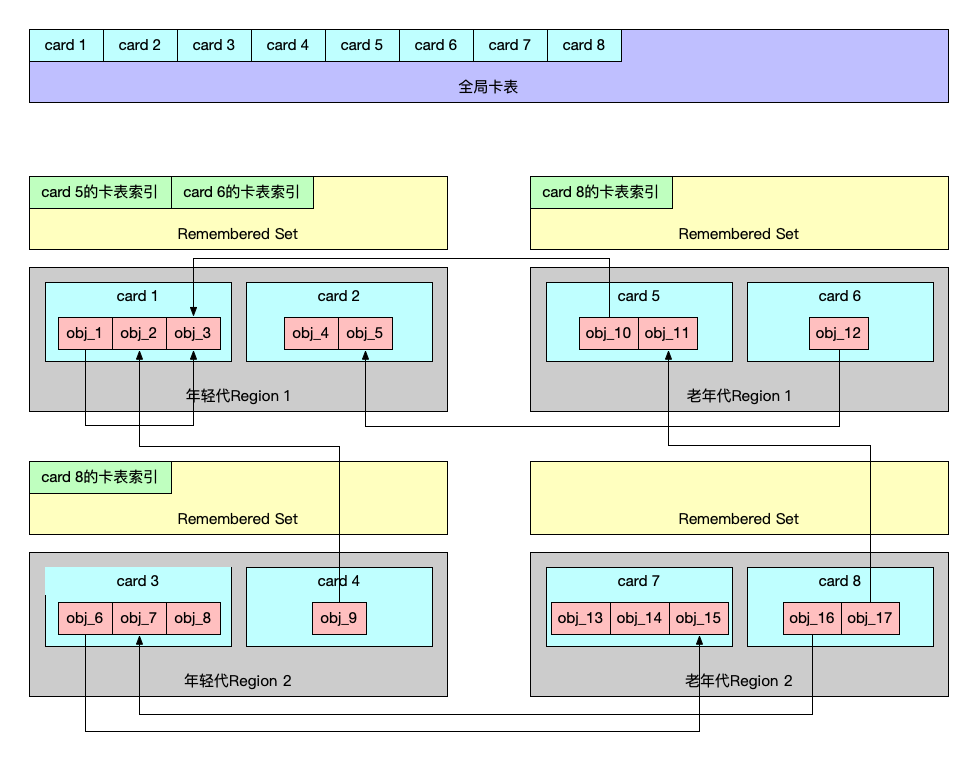 card 1 card 2 card 3 card 4 card 5 card 6 card 7 card 8
全局卡表
card 5的卡表索引 card 6的卡表索引
Remembered Set
card 8的卡表索引
Remembered Set
card 1 card 2
obj_1 obj_2 obj_3 obj_4 obj_5
年轻代Region 1
card 5 card 6
obj_10 obj_11 obj_12
老年代Region 1
card 8的卡表索引
Remembered Set
Remembered Set
card 3 card 4
obj_6 obj_7 obj_8 obj_9
年轻代Region 2
card 7 card 8
obj_13 obj_14 obj_15 obj_16 obj_17
老年代Region 2